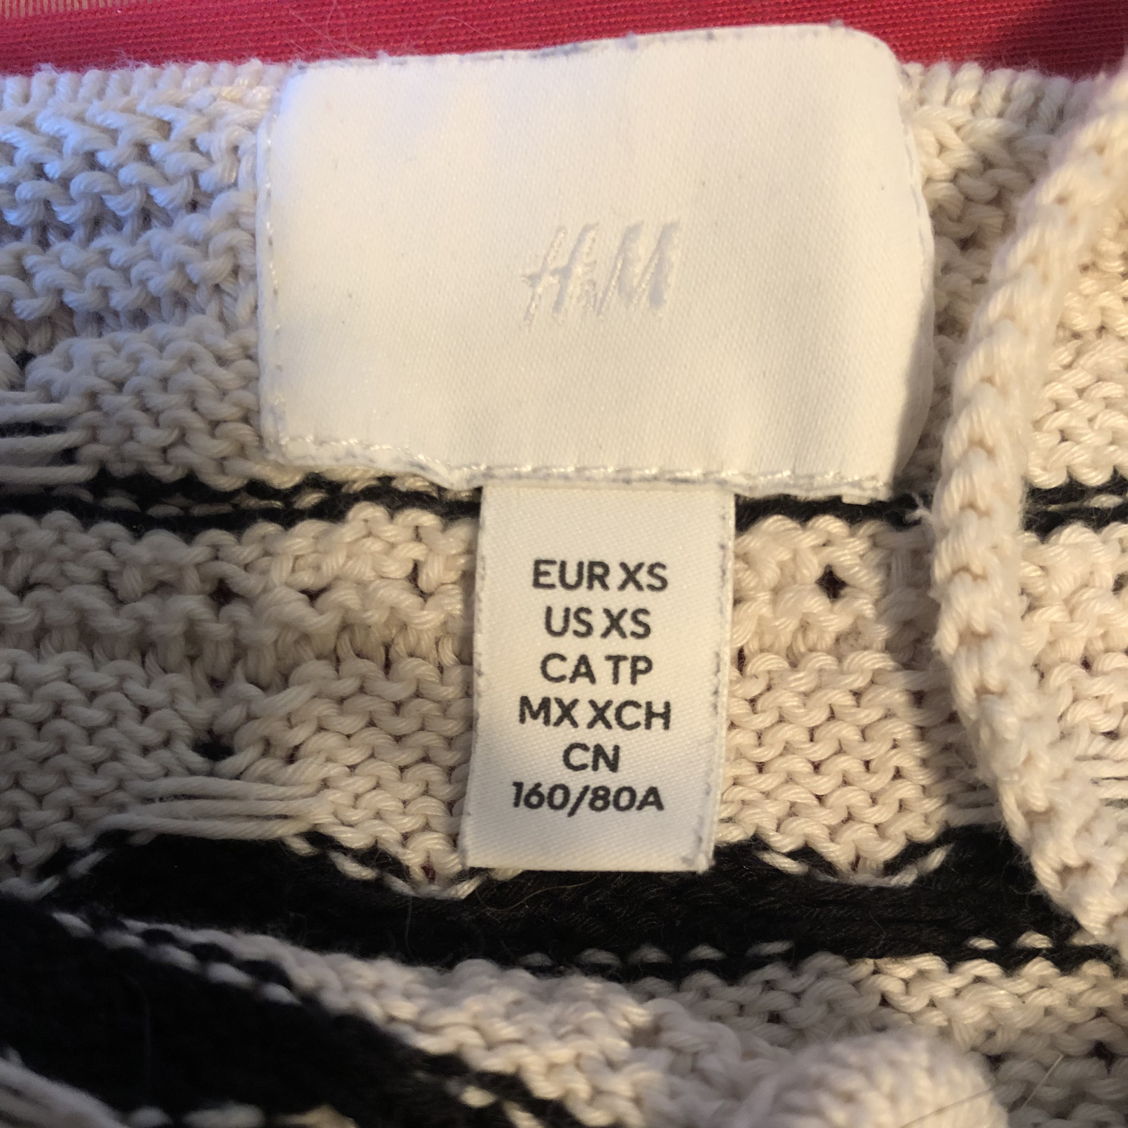 H&M
EUR XS
US XS
CA TP
MX XCH
CN
160/80A